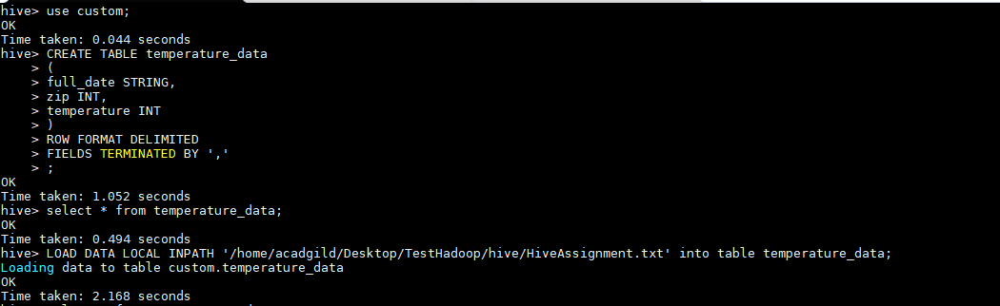 hive> use custom;
OK
Time taken: 0.044 seconds
hive> CREATE TABLE temperature_data
    > (
    > full_date STRING,
    > zip INT,
    > temperature INT
    > )
    > ROW FORMAT DELIMITED
    > FIELDS TERMINATED BY ','
    > ;
OK
Time taken: 1.052 seconds
hive> select * from temperature_data;
OK
Time taken: 0.494 seconds
hive> LOAD DATA LOCAL INPATH '/home/acadgild/Desktop/TestHadoop/hive/HiveAssignment.txt' into table temperature_data;
Loading data to table custom.temperature_data
OK
Time taken: 2.168 seconds